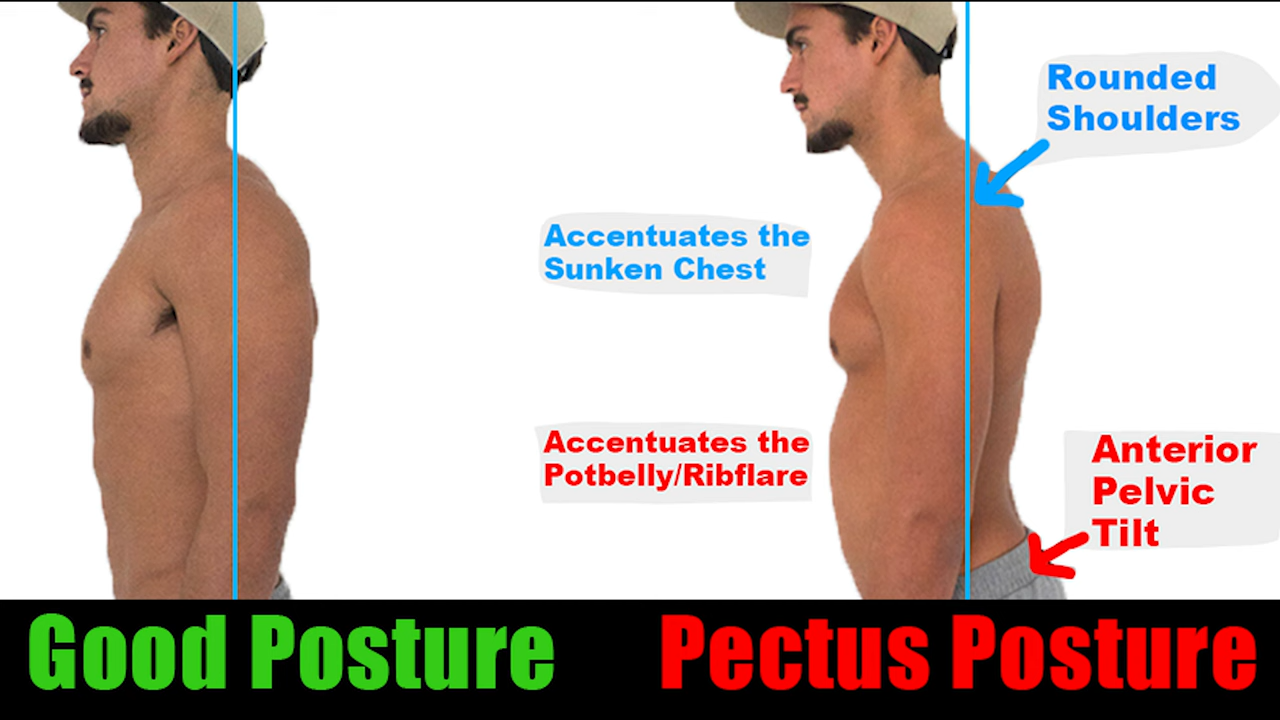 Rounded
Shoulders
Accentuates the
Sunken Chest
Accentuates the
Potbelly/Ribflare
Anterior
Pelvic
Tilt
Good Posture
Pectus Posture